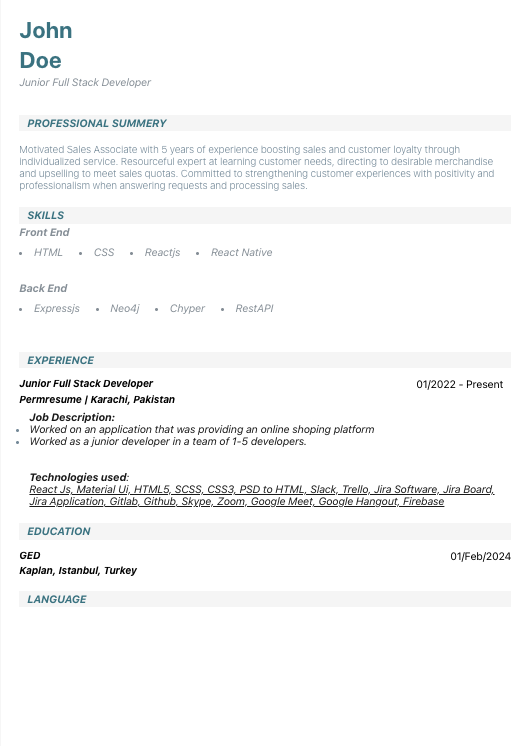 John
Doe
Junior Full Stack Developer
PROFESSIONAL SUMMERY
Motivated Sales Associate with 5 years of experience boosting sales and customer loyalty through
individualized service. Resourceful expert at learning customer needs, directing to desirable merchandise
and upselling to meet sales quotas. Committed to strengthening customer experiences with positivity and
professionalism when answering requests and processing sales.
SKILLS
Front End
• HTML • CSS • Reactjs • React Native
Back End
• Expressjs • Neo4j • Chyper • RestAPI
EXPERIENCE
Junior Full Stack Developer 01/2022 - Present
Permresume | Karachi, Pakistan
Job Description:
• Worked on an application that was providing an online shoping platform
• Worked as a junior developer in a team of 1-5 developers.
Technologies used:
React Js, Material Ui, HTML5, SCSS, CSS3, PSD to HTML, Slack, Trello, Jira Software, Jira Board,
Jira Application, Gitlab, Github, Skype, Zoom, Google Meet, Google Hangout, Firebase
EDUCATION
GED 01/Feb/2024
Kaplan, Istanbul, Turkey
LANGUAGE